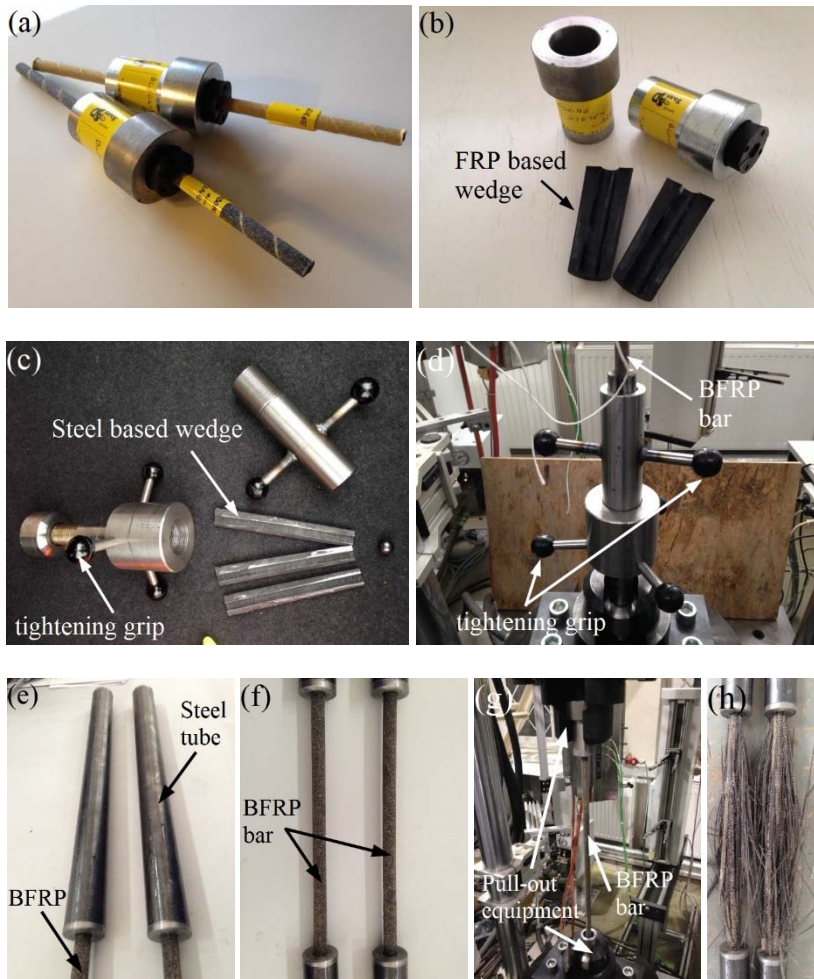 (a)
(b)
FRP based
wedge
(c)
Steel based wedge
tightening grip
(d)
BFRP
bar
tightening grip
(e)
Steel
tube
BFRP
(f)
BFRP
bar
(g)
Pull-out
equipment
BFRP
bar
(h)